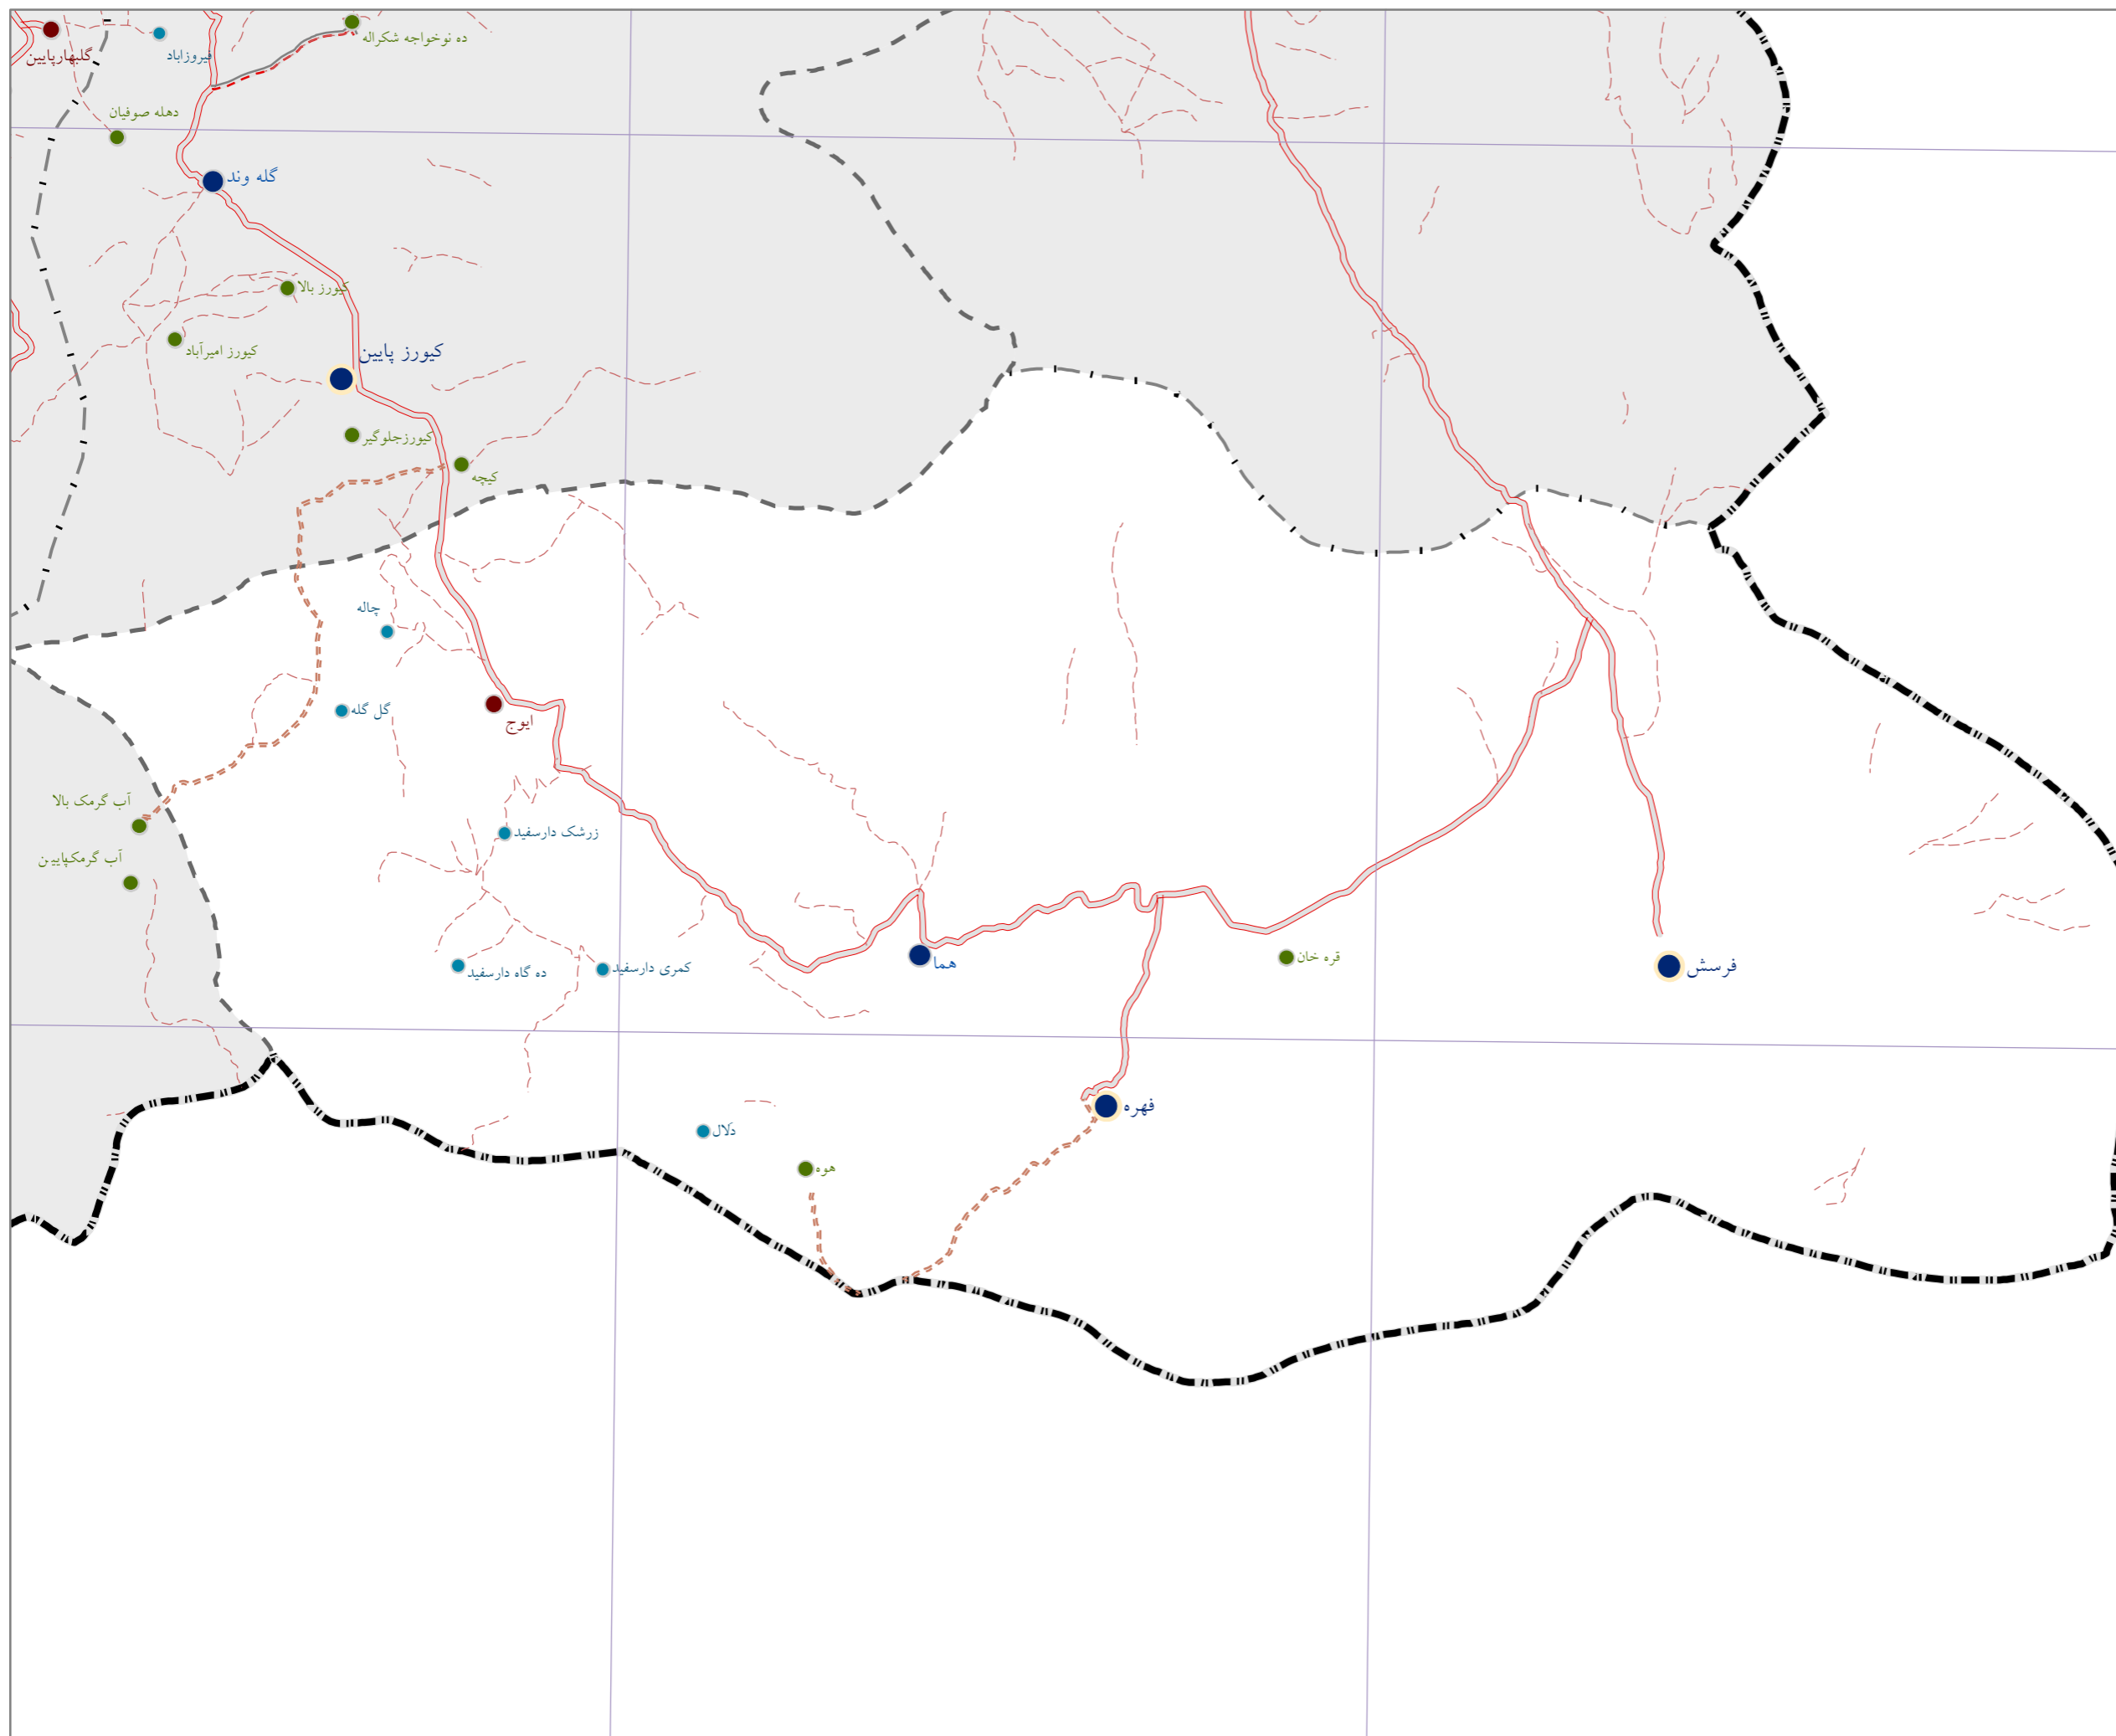 ده نوخواجه شکراله
فیروزاباد
گلبهارپایین
دهله صوفیان
گله وند
کیورز بالا
کیورز امیرآباد
کیورز پایین
کیورزجلوگیر
کیچه
چاله
گل گله
ایوج
آب گرمک بالا
زرشک دارسفید
آب گرمکپایین
قره خان
هما
فرسش
کمری دارسفید
ده گاه دارسفید
فهره
دلال
هوه